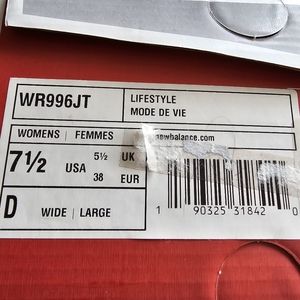 WR996JT
LIFESTYLE
MODE DE VIE
WOMENS | FEMMES
newbalance.com
7½ USA 5½ UK
38 EUR
D WIDE | LARGE
1 90325 31842 0